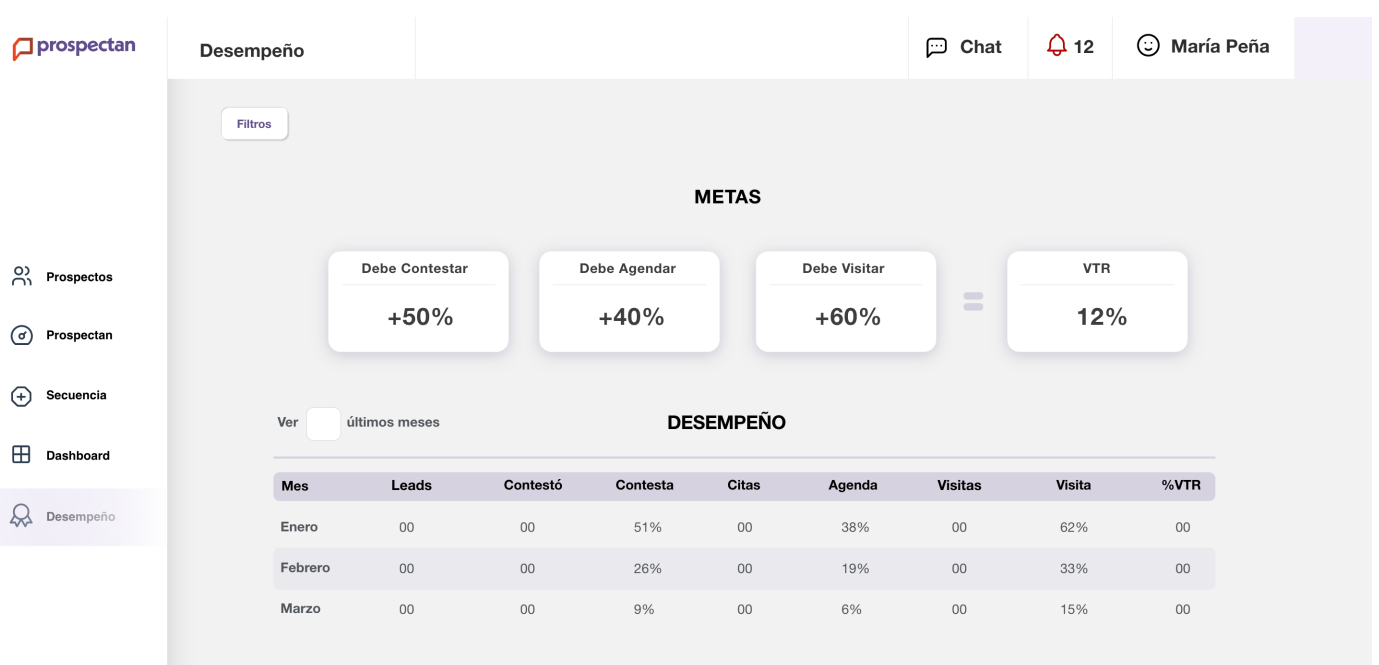 prospectan
Desempeño
Chat
12
María Peña
Filtros
METAS
Debe Contestar
Debe Agendar
Debe Visitar
VTR
+50%
+40%
+60%
12%
Prospectos
Prospectan
Secuencia
Dashboard
Desempeño
Ver últimos meses
DESEMPEÑO
Mes Leads Contestó Contesta Citas Agenda Visitas Visita %VTR
Enero 00 00 51% 00 38% 00 62% 00
Febrero 00 00 26% 00 19% 00 33% 00
Marzo 00 00 9% 00 6% 00 15% 00